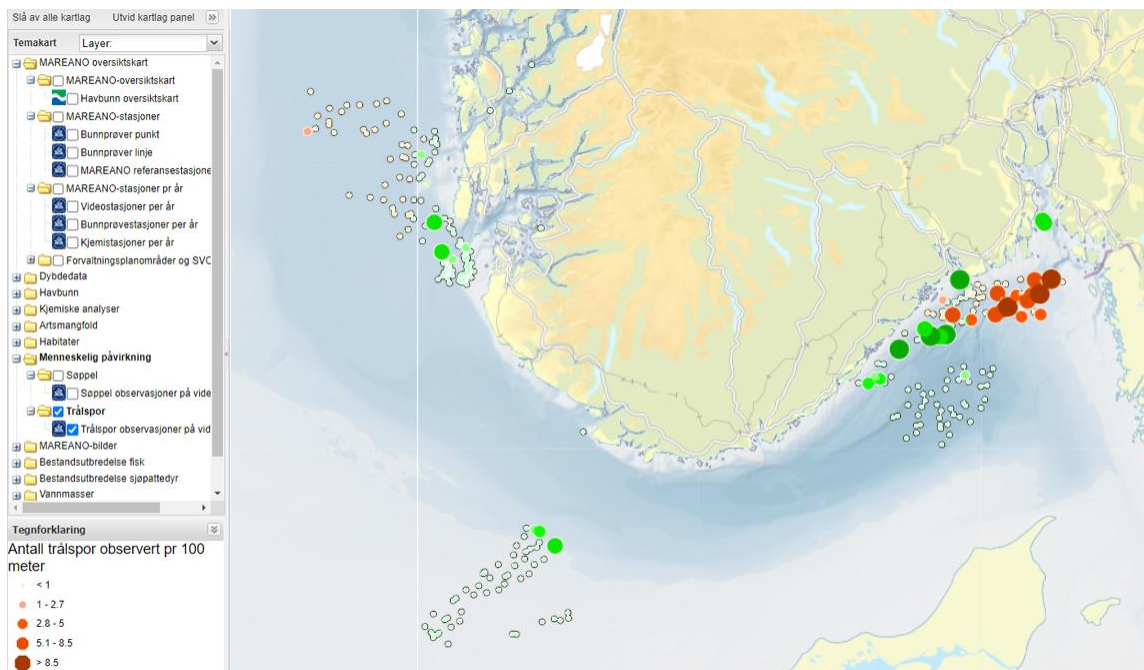 Slå av alle kartlag Utvid kartlag panel
Temakart Layer:
MAREANO oversiktskart
MAREANO-oversiktskart
Havbunn oversiktskart
MAREANO-stasjoner
Bunnprøver punkt
Bunnprøver linje
MAREANO referansestasjone
MAREANO-stasjoner pr år
Videostasjoner per år
Bunnprøvestasjoner per år
Kjemistasjoner per år
Forvaltningsplanområder og SVO
Dybdedata
Havbunn
Kjemiske analyser
Artsmangfold
Habitater
Menneskelig påvirkning
Søppel
Søppel observasjoner på vide
Trålspor
Trålspor observasjoner på vid
MAREANO-bilder
Bestandsutbredelse fisk
Bestandsutbredelse sjøpattedyr
Vannmasser
Tegnforklaring
Antall trålspor observert pr 100
meter
< 1
1 - 2.7
2.8 - 5
5.1 - 8.5
> 8.5